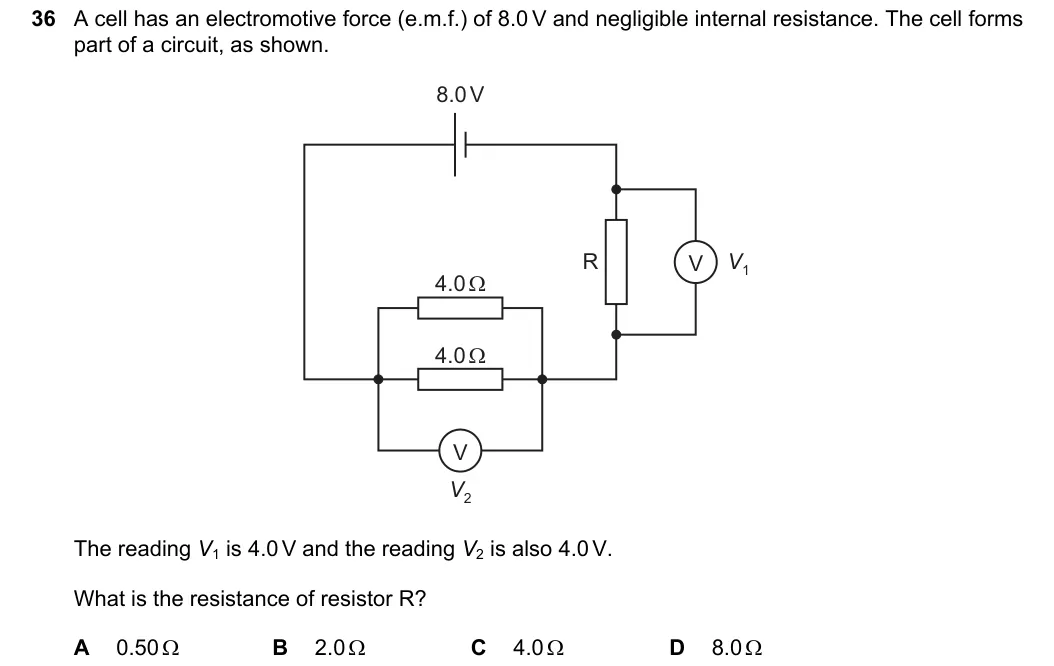 36 A cell has an electromotive force (e.m.f.) of 8.0 V and negligible internal resistance. The cell forms
part of a circuit, as shown.
8.0 V
R
V
V₁
4.0 Ω
4.0 Ω
V
V₂
The reading V₁ is 4.0 V and the reading V₂ is also 4.0 V.
What is the resistance of resistor R?
A 0.50 Ω B 2.0 Ω C 4.0 Ω D 8.0 Ω